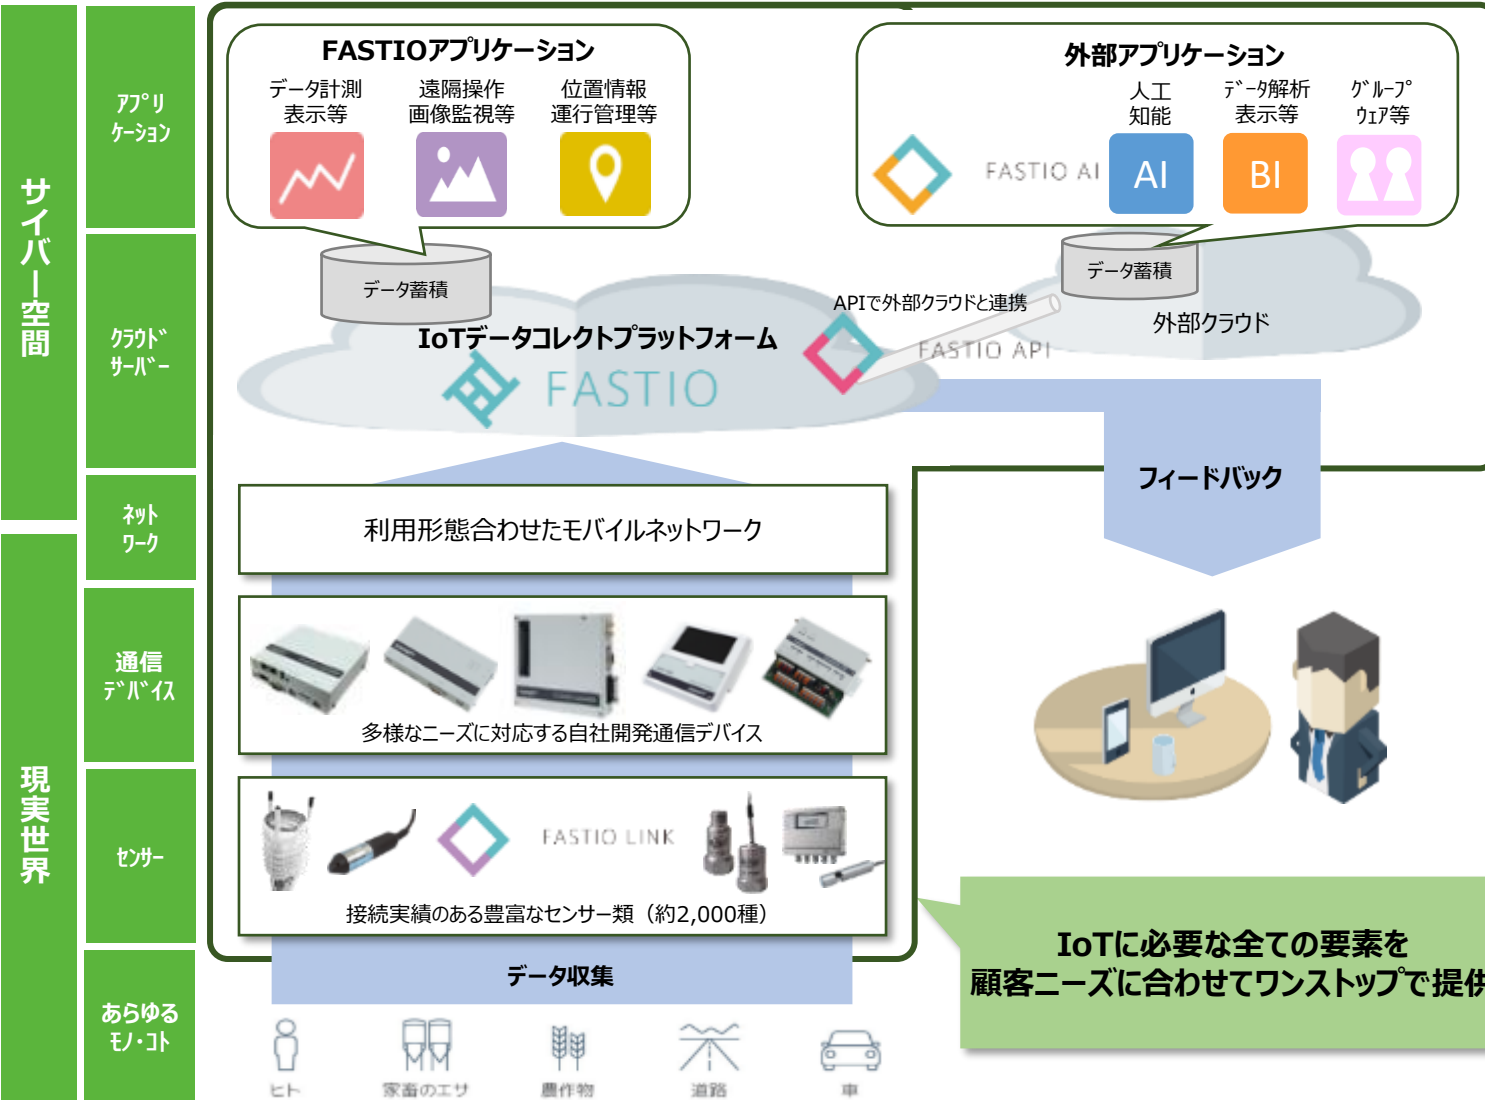 サイバー空間
現実世界
ｱﾌﾟﾘ
ｹｰｼｮﾝ
ｸﾗｳﾄﾞ
ｻｰﾊﾞｰ
ﾈｯﾄ
ﾜｰｸ
通信
ﾃﾞﾊﾞｲｽ
ｾﾝｻｰ
あらゆる
ﾓﾉ・ｺﾄ
FASTIOアプリケーション
データ計測
表示等
遠隔操作
画像監視等
位置情報
運行管理等
外部アプリケーション
FASTIO AI
人工
知能
AI
ﾃﾞｰﾀ解析
表示等
BI
ｸﾞﾙｰﾌﾟ
ｳｪｱ等
データ蓄積
データ蓄積
APIで外部クラウドと連携
外部クラウド
IoTデータコレクトプラットフォーム
FASTIO
FASTIO API
フィードバック
利用形態合わせたモバイルネットワーク
多様なニーズに対応する自社開発通信デバイス
FASTIO LINK
接続実績のある豊富なセンサー類（約2,000種）
データ収集
ヒト
家畜のエサ
農作物
道路
車
IoTに必要な全ての要素を
顧客ニーズに合わせてワンストップで提供